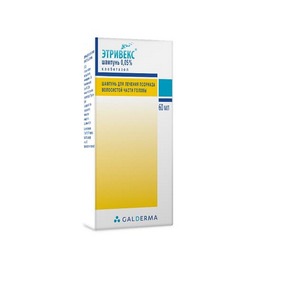 ЭТРИВЕКС®
шампунь 0,05%
клобетазол
ШАМПУНЬ ДЛЯ ЛЕЧЕНИЯ ПСОРИАЗА
ВОЛОСИСТОЙ ЧАСТИ ГОЛОВЫ
60 мл
GALDERMA